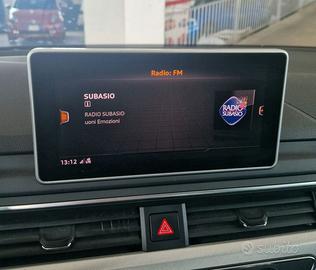 Radio: FM
SUBASIO
RADIO SUBASIO
uoni Emozioni
RADIO
SUBASIO
13:12
subito